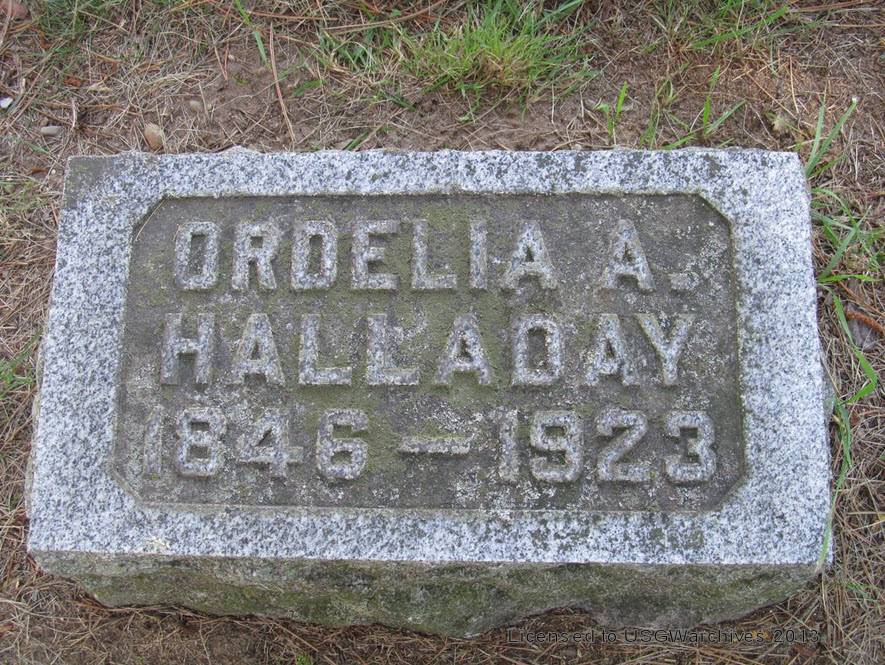 ORDELIA A.
HALLADAY
1846 — 1923
Licensed to USGWarchives 2013